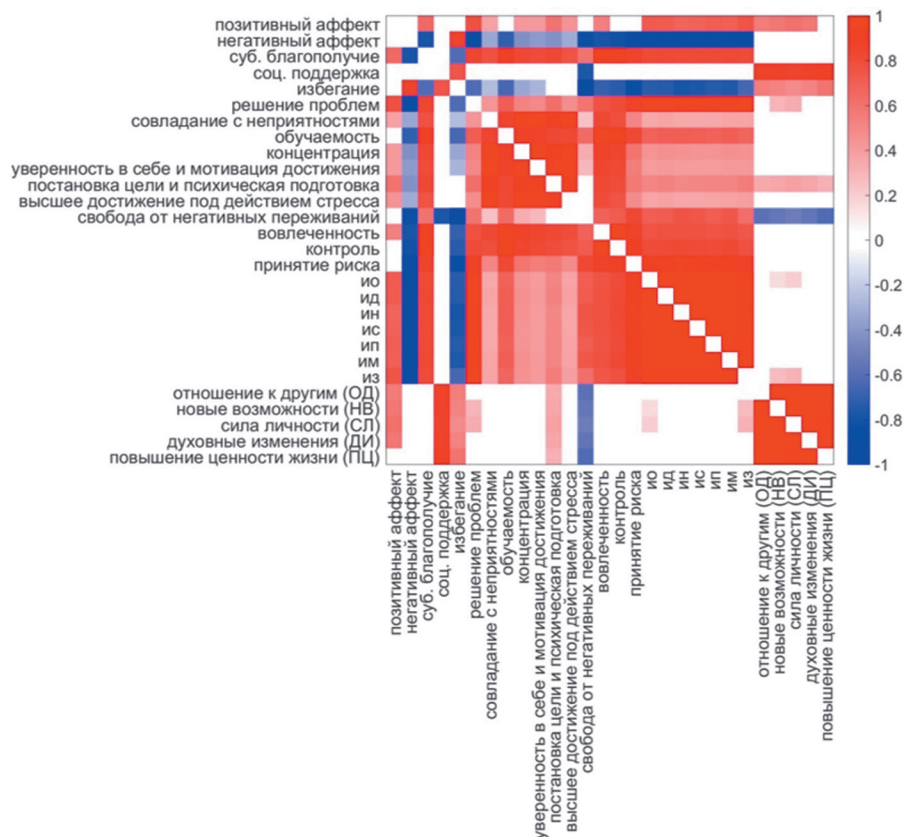 позитивный аффект
негативный аффект
суб. благополучие
соц. поддержка
избегание
решение проблем
совладание с неприятностями
обучаемость
концентрация
уверенность в себе и мотивация достижения
постановка цели и психическая подготовка
высшее достижение под действием стресса
свобода от негативных переживаний
вовлеченность
контроль
принятие риска
ио
ид
ин
ис
ип
им
из
отношение к другим (ОД)
новые возможности (НВ)
сила личности (СЛ)
духовные изменения (ДИ)
повышение ценности жизни (ПЦ)
1
0.8
0.6
0.4
0.2
0
-0.2
-0.4
-0.6
-0.8
-1
позитивный аффект
негативный аффект
суб. благополучие
соц. поддержка
избегание
решение проблем
совладание с неприятностями
обучаемость
концентрация
уверенность в себе и мотивация достижения
постановка цели и психическая подготовка
высшее достижение под действием стресса
свобода от негативных переживаний
вовлеченность
контроль
принятие риска
ио
ид
ин
ис
ип
им
из
отношение к другим (ОД)
новые возможности (НВ)
сила личности (СЛ)
духовные изменения (ДИ)
повышение ценности жизни (ПЦ)